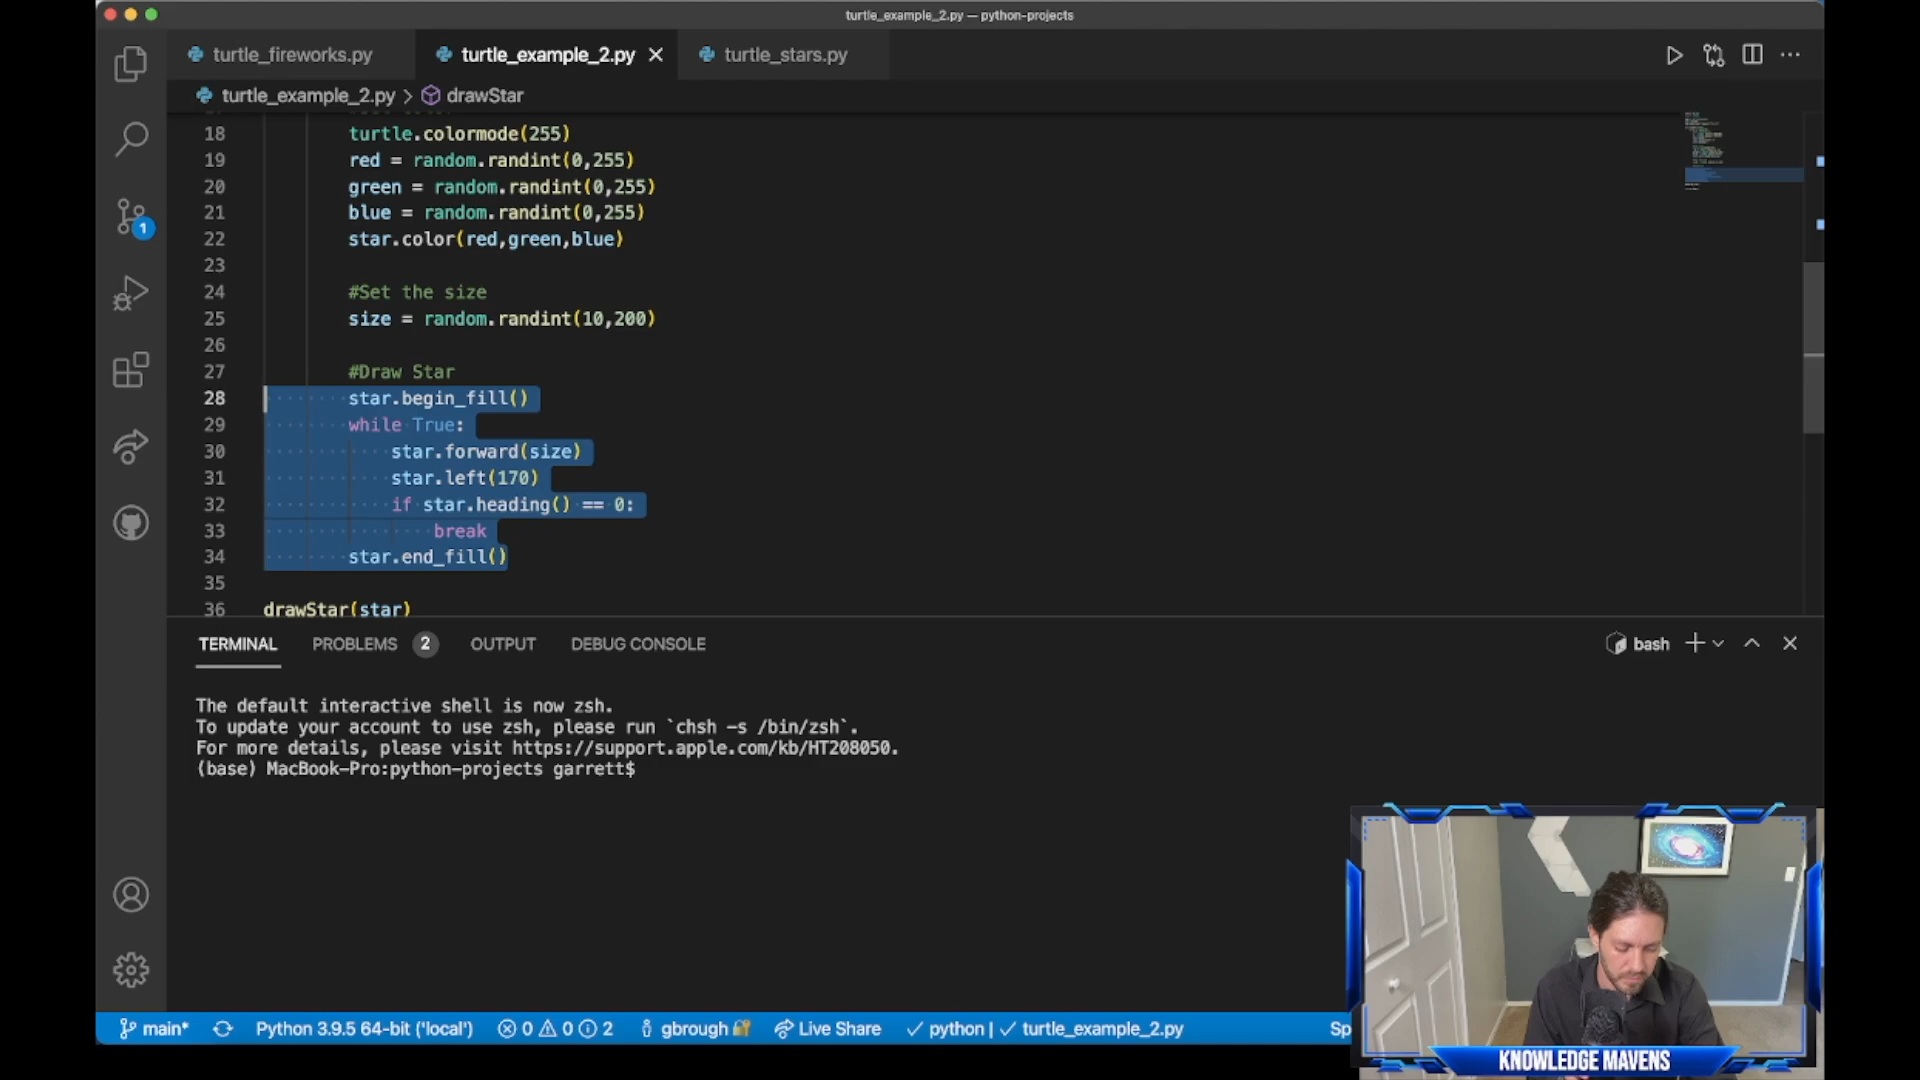 turtle_example_2.py — python-projects
turtle_fireworks.py
turtle_example_2.py
turtle_stars.py
turtle_example_2.py > drawStar
18 turtle.colormode(255)
19 red = random.randint(0,255)
20 green = random.randint(0,255)
21 blue = random.randint(0,255)
22 star.color(red,green,blue)
23
24 #Set the size
25 size = random.randint(10,200)
26
27 #Draw Star
28 star.begin_fill()
29 while True:
30 star.forward(size)
31 star.left(170)
32 if star.heading() == 0:
33 break
34 star.end_fill()
35
36 drawStar(star)
1
TERMINAL PROBLEMS 2 OUTPUT DEBUG CONSOLE
bash
The default interactive shell is now zsh.
To update your account to use zsh, please run `chsh -s /bin/zsh`.
For more details, please visit https://support.apple.com/kb/HT208050.
(base) MacBook-Pro:python-projects garrett$
main* Python 3.9.5 64-bit ('local') 0 0 2 gbrough Live Share python | turtle_example_2.py Sp
KNOWLEDGE MAVENS